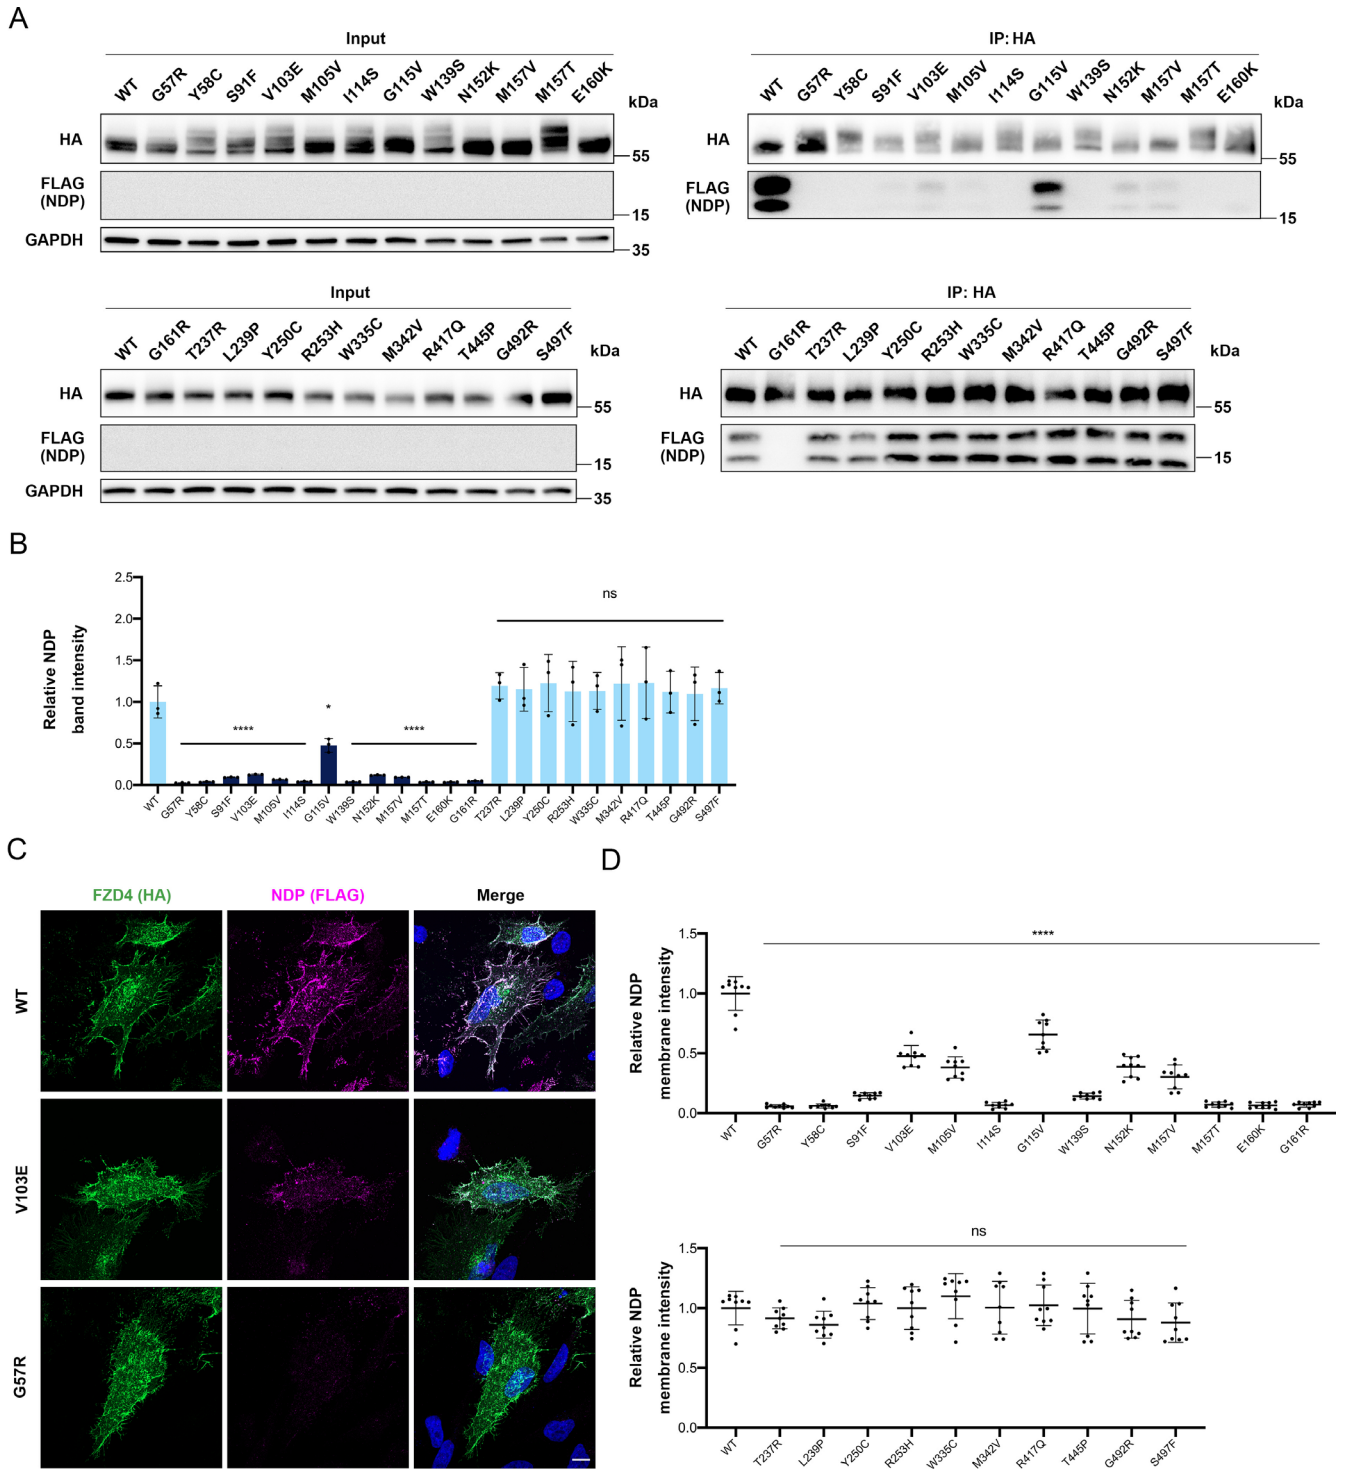 A
Input
WT G57R Y58C S91F V103E M105V I114S G115V W139S N152K M157V M157T E160K
kDa
HA
55
FLAG
(NDP)
15
GAPDH
35
IP: HA
WT G57R Y58C S91F V103E M105V I114S G115V W139S N152K M157V M157T E160K
kDa
HA
55
FLAG
(NDP)
15
Input
WT G161R T237R L239P Y250C R253H W335C M342V R417Q T445P G492R S497F
kDa
HA
55
FLAG
(NDP)
15
GAPDH
35
IP: HA
WT G161R T237R L239P Y250C R253H W335C M342V R417Q T445P G492R S497F
kDa
HA
55
FLAG
(NDP)
15
B
Relative NDP
band intensity
2.5
2.0
1.5
1.0
0.5
0.0
****
*
****
ns
WT G57R Y58C S91F V103E M105V I114S G115V W139S N152K M157V M157T E160K G161R T237R L239P Y250C R253H W335C M342V R417Q T445P G492R S497F
C
FZD4 (HA)
NDP (FLAG)
Merge
WT
V103E
G57R
D
Relative NDP
membrane intensity
1.5
1.0
0.5
0.0
****
WT G57R Y58C S91F V103E M105V I114S G115V W139S N152K M157V M157T E160K G161R
Relative NDP
membrane intensity
1.5
1.0
0.5
0.0
ns
WT T237R L239P Y250C R253H W335C M342V R417Q T445P G492R S497F